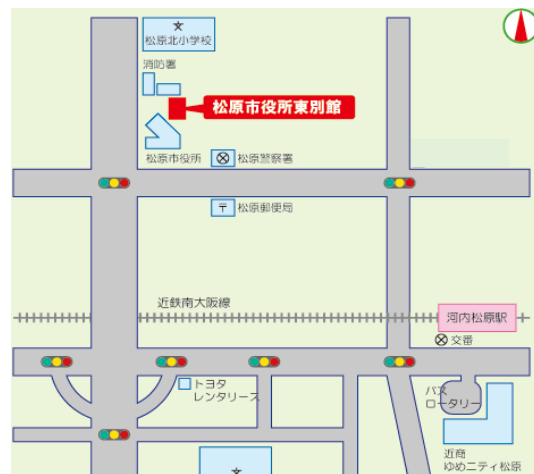 松原北小学校
消防署
松原市役所東別館
松原市役所
松原警察署
〒
松原郵便局
近鉄南大阪線
河内松原駅
交番
トヨタ
レンタリース
バス
ロータリー
近商
ゆめニティ松原